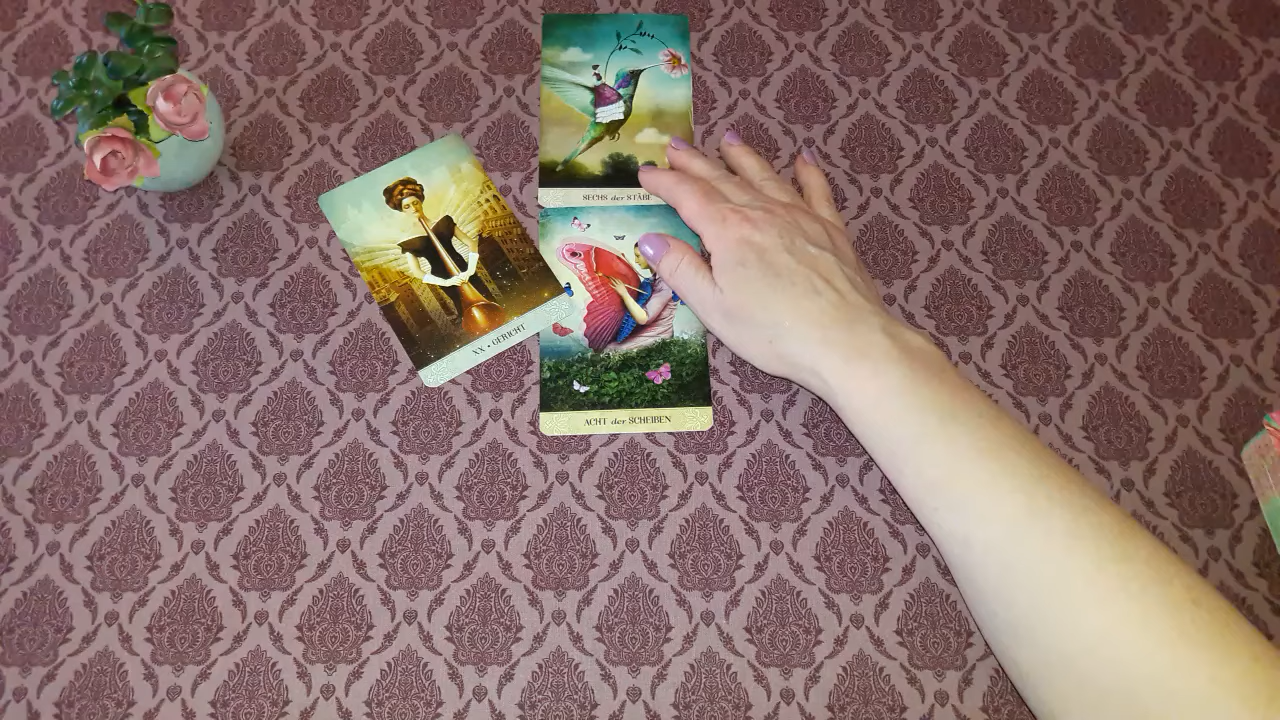 SECHS der STÄBE
XX • GERICHT
ACHT der SCHEIBEN